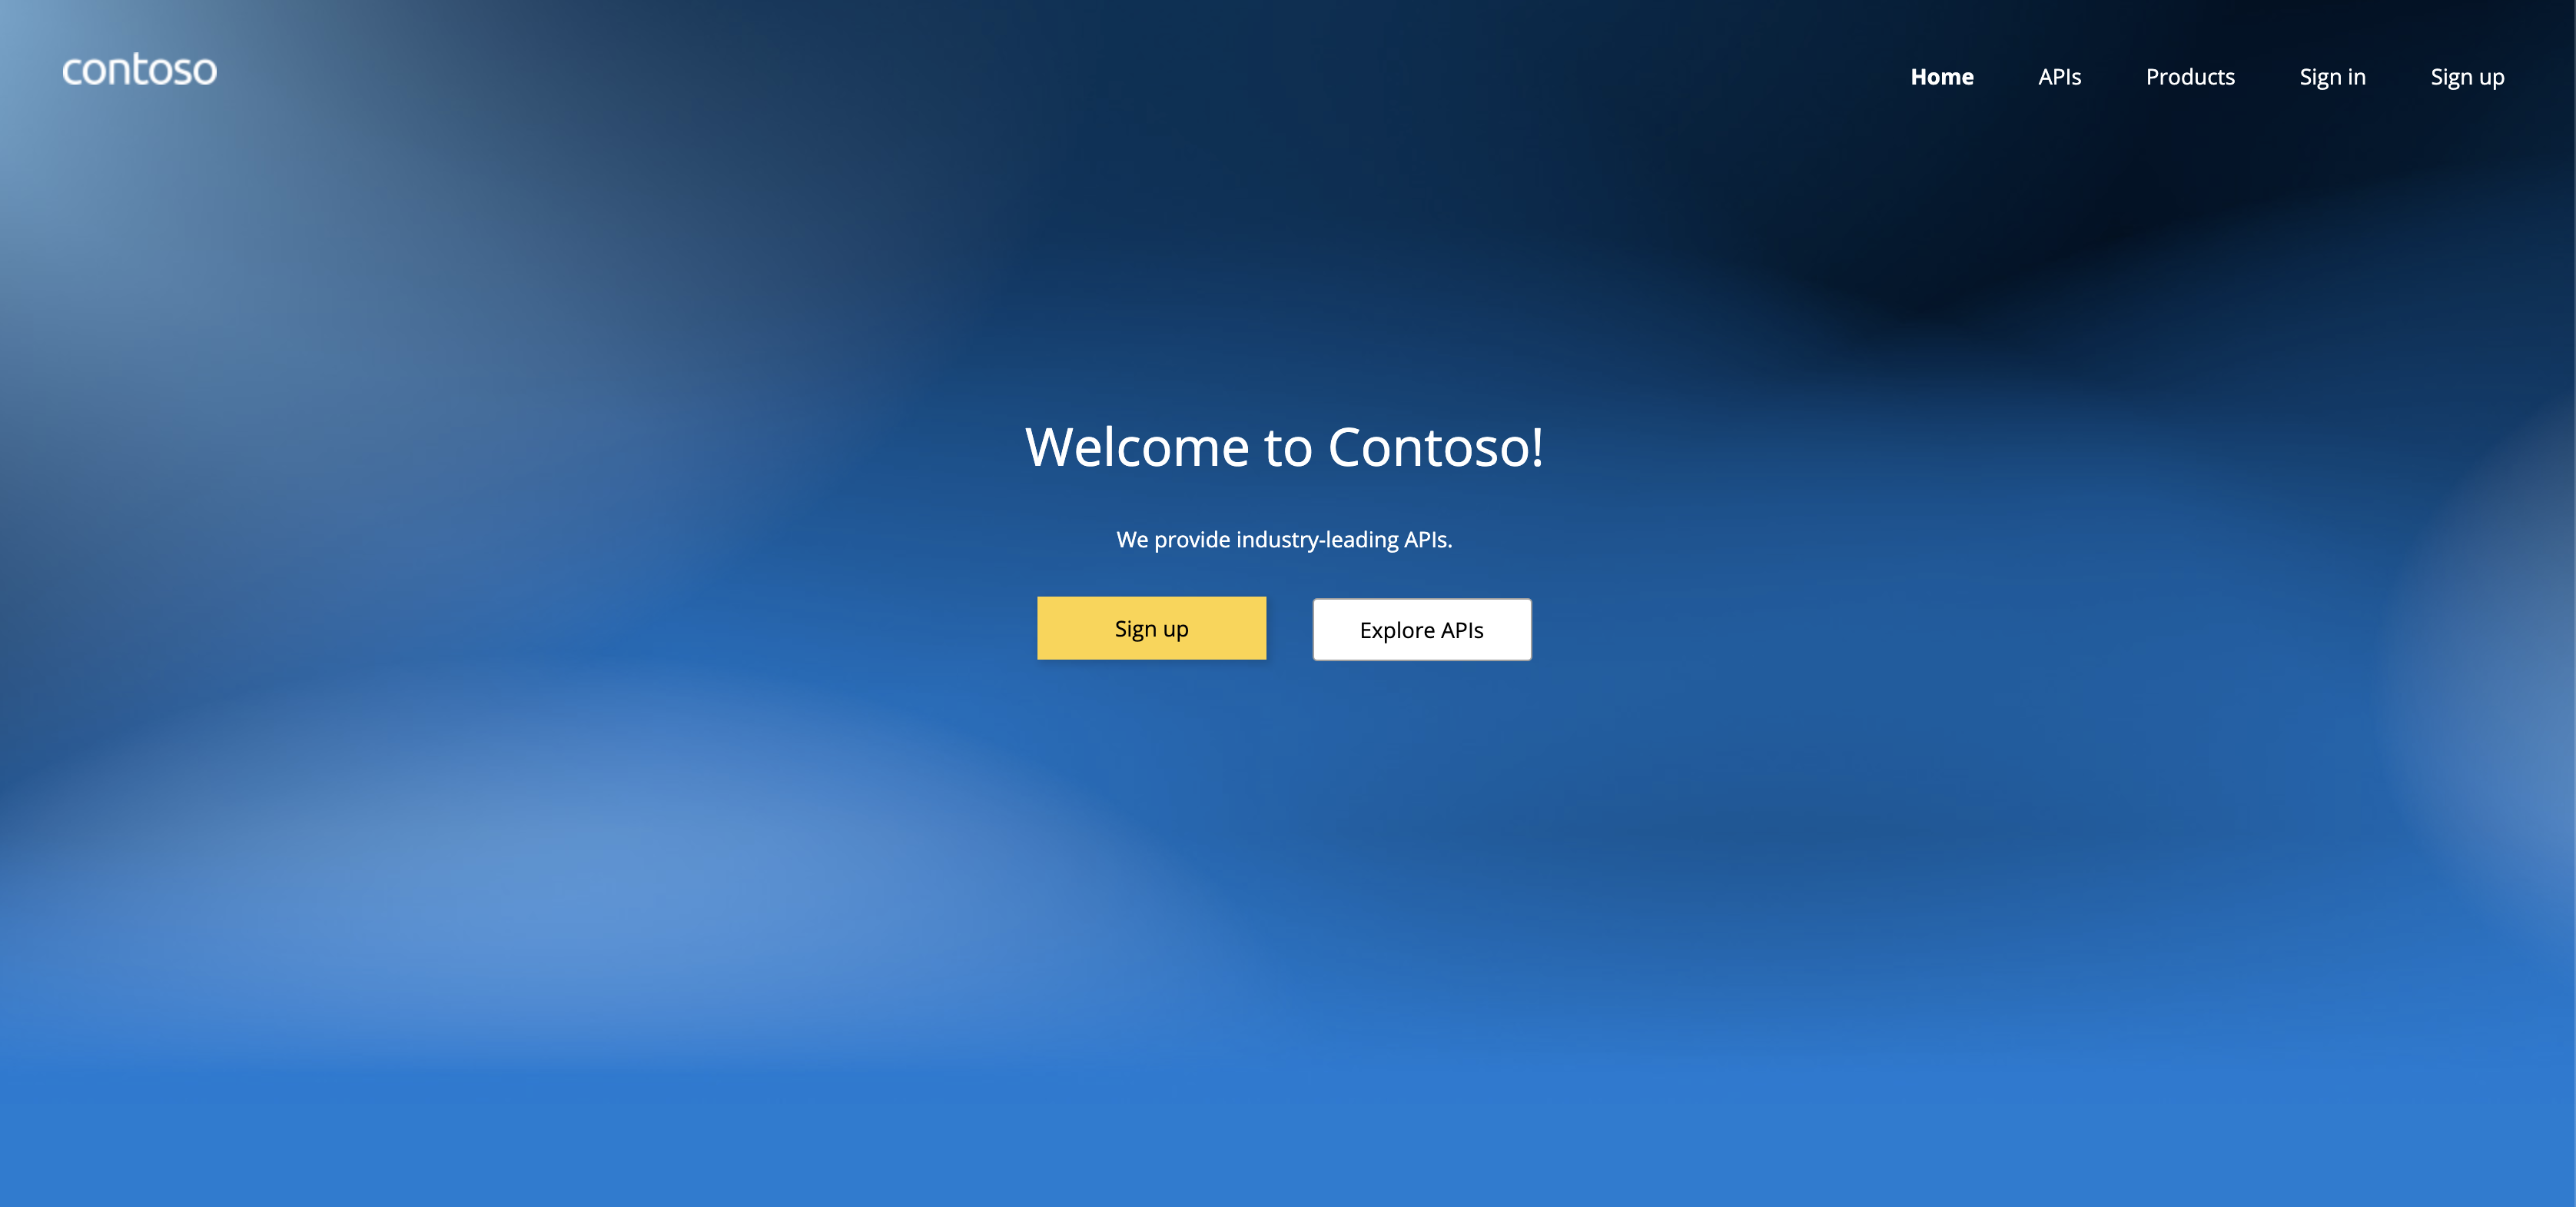 contoso
Home APIs Products Sign in Sign up
Welcome to Contoso!
We provide industry-leading APIs.
Sign up Explore APIs